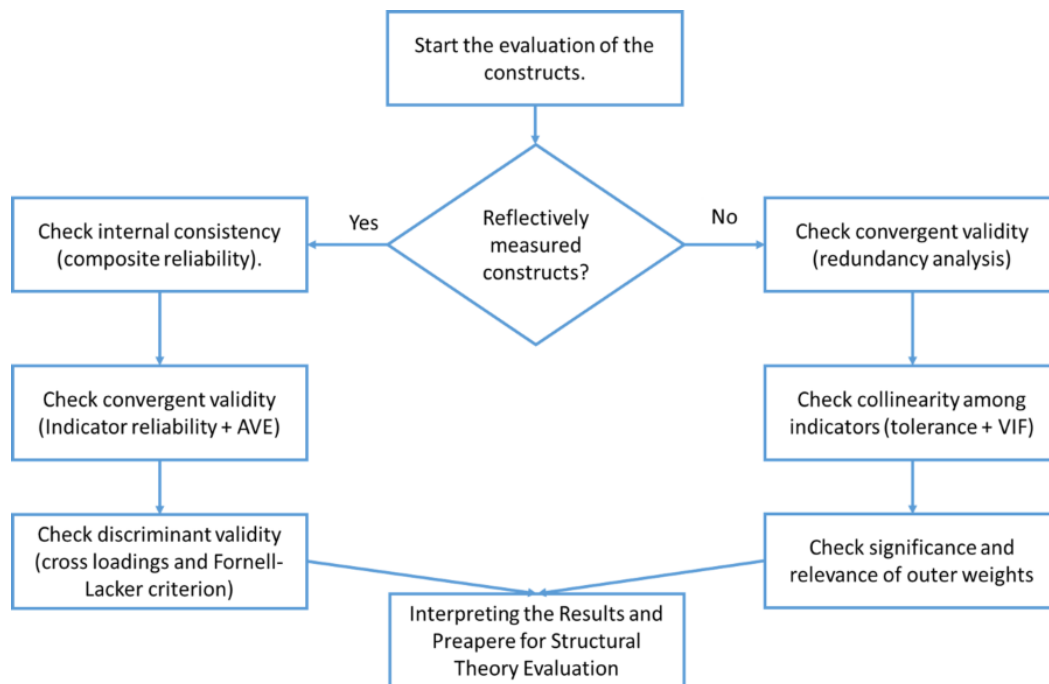 Start the evaluation of the
constructs.
Yes
Reflectively
measured
constructs?
No
Check internal consistency
(composite reliability).
Check convergent validity
(redundancy analysis)
Check convergent validity
(Indicator reliability + AVE)
Check collinearity among
indicators (tolerance + VIF)
Check discriminant validity
(cross loadings and Fornell-
Lacker criterion)
Check significance and
relevance of outer weights
Interpreting the Results and
Preapere for Structural
Theory Evaluation